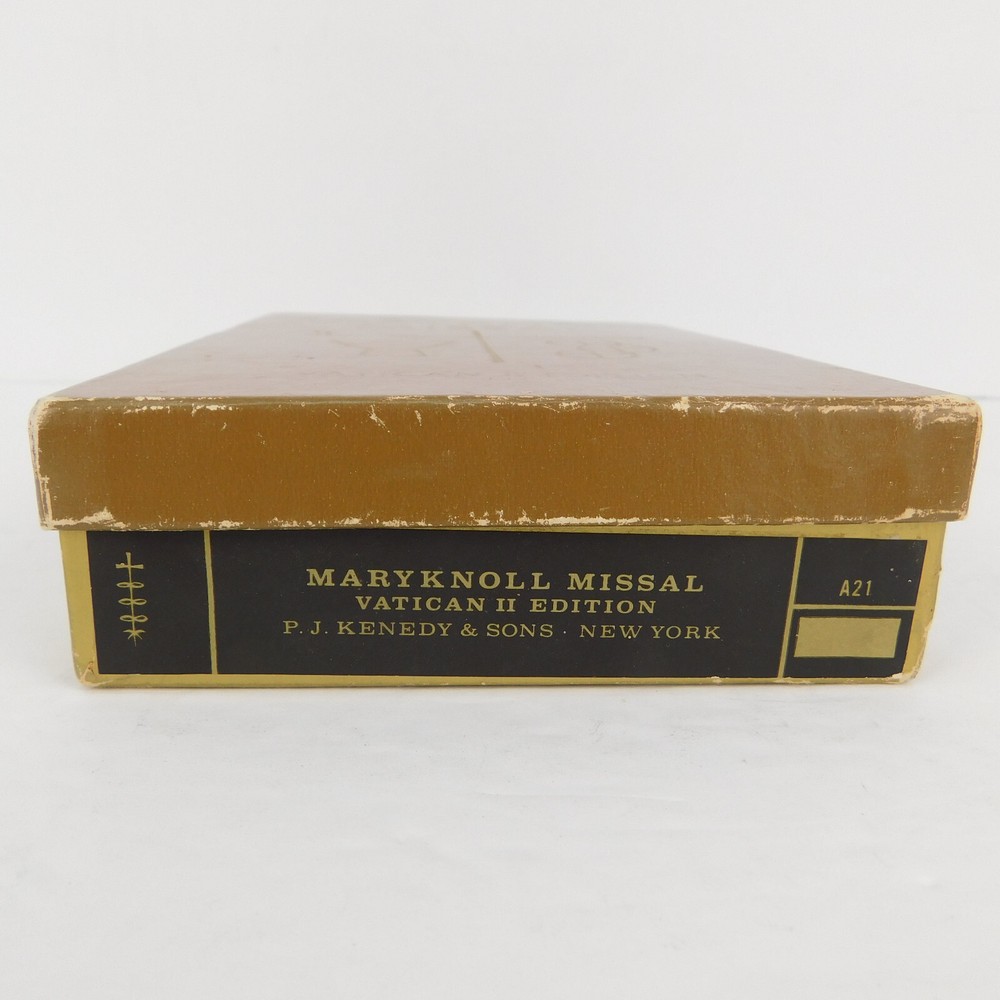 MARYKNOLL MISSAL
VATICAN II EDITION
P. J. KENEDY & SONS · NEW YORK
A21